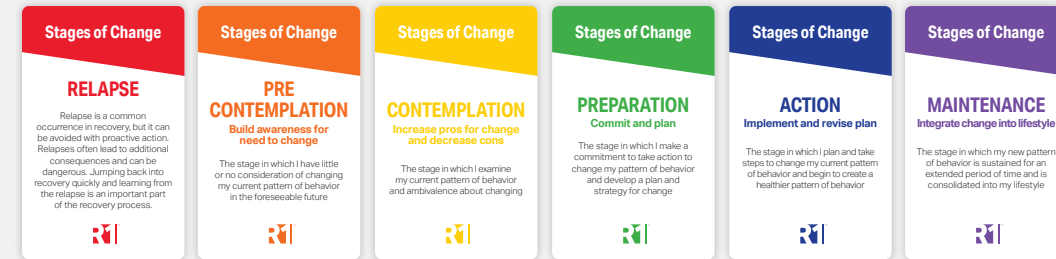 Stages of Change
RELAPSE
Relapse is a common
occurrence in recovery, but it can
be avoided with proactive action.
Relapses often lead to additional
consequences and can be
dangerous. Jumping back into
recovery quickly and learning from
the relapse is an important part
of the recovery process.
R1
Stages of Change
PRE
CONTEMPLATION
Build awareness for
need to change
The stage in which I have little
or no consideration of changing
my current pattern of behavior
in the foreseeable future
R1
Stages of Change
CONTEMPLATION
Increase pros for change
and decrease cons
The stage in which I examine
my current pattern of behavior
and ambivalence about changing
R1
Stages of Change
PREPARATION
Commit and plan
The stage in which I make a
commitment to take action to
change my pattern of behavior
and develop a plan and
strategy for change
R1
Stages of Change
ACTION
Implement and revise plan
The stage in which I plan and take
steps to change my current pattern
of behavior and begin to create a
healthier pattern of behavior
R1
Stages of Change
MAINTENANCE
Integrate change into lifestyle
The stage in which my new pattern
of behavior is sustained for an
extended period of time and is
consolidated into my lifestyle
R1